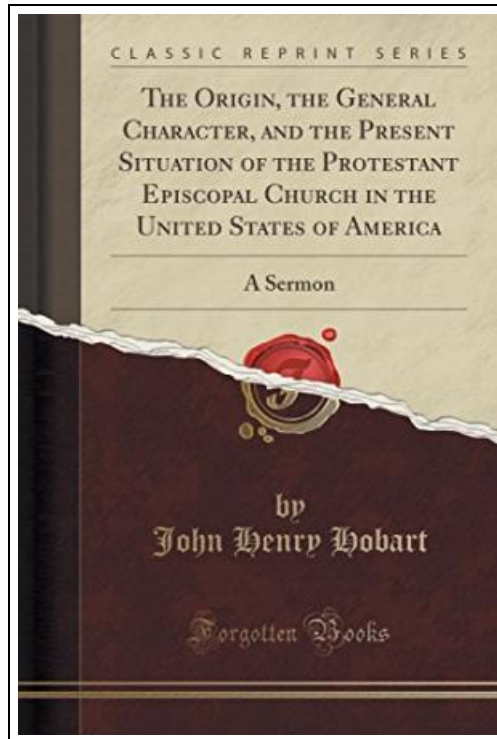 CLASSIC REPRINT SERIES
THE ORIGIN, THE GENERAL
CHARACTER, AND THE PRESENT
SITUATION OF THE PROTESTANT
EPISCOPAL CHURCH IN THE
UNITED STATES OF AMERICA
A Sermon
by
John Henry Hobart
Forgotten Books